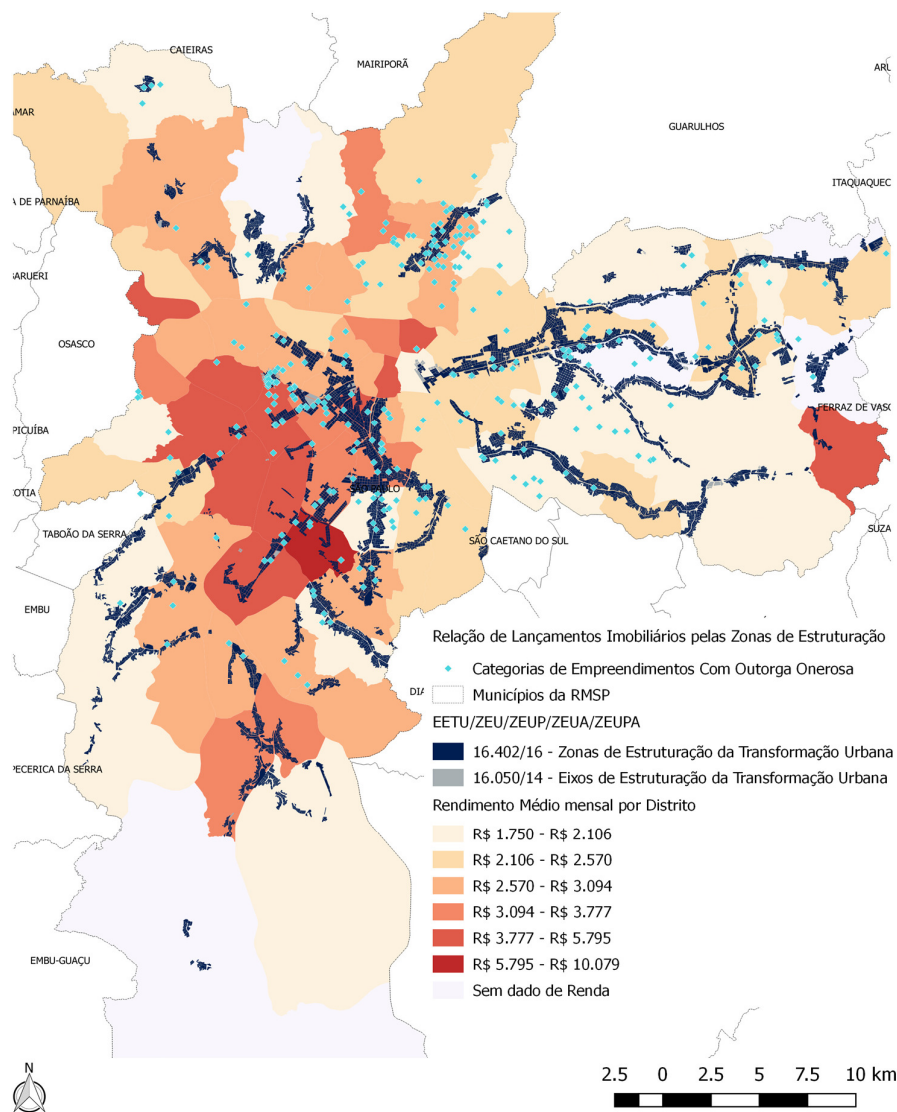 CAIEIRAS
MAIRIPORÃ
ARU
AMAR
GUARULHOS
ITAQUAQUEC
A DE PARNAÍBA
BARUERI
OSASCO
FERRAZ DE VASC
PICUÍBA
COTIA
SÃO PAULO
TABOÃO DA SERRA
SÃO CAETANO DO SUL
SUZA
EMBU
DIA
PECERICA DA SERRA
EMBU-GUAÇU
Relação de Lançamentos Imobiliários pelas Zonas de Estruturação
Categorias de Empreendimentos Com Outorga Onerosa
Municípios da RMSP
EETU/ZEU/ZEUP/ZEUA/ZEUPA
16.402/16 - Zonas de Estruturação da Transformação Urbana
16.050/14 - Eixos de Estruturação da Transformação Urbana
Rendimento Médio mensal por Distrito
R$ 1.750 - R$ 2.106
R$ 2.106 - R$ 2.570
R$ 2.570 - R$ 3.094
R$ 3.094 - R$ 3.777
R$ 3.777 - R$ 5.795
R$ 5.795 - R$ 10.079
Sem dado de Renda
N
2.5 0 2.5 5 7.5 10 km